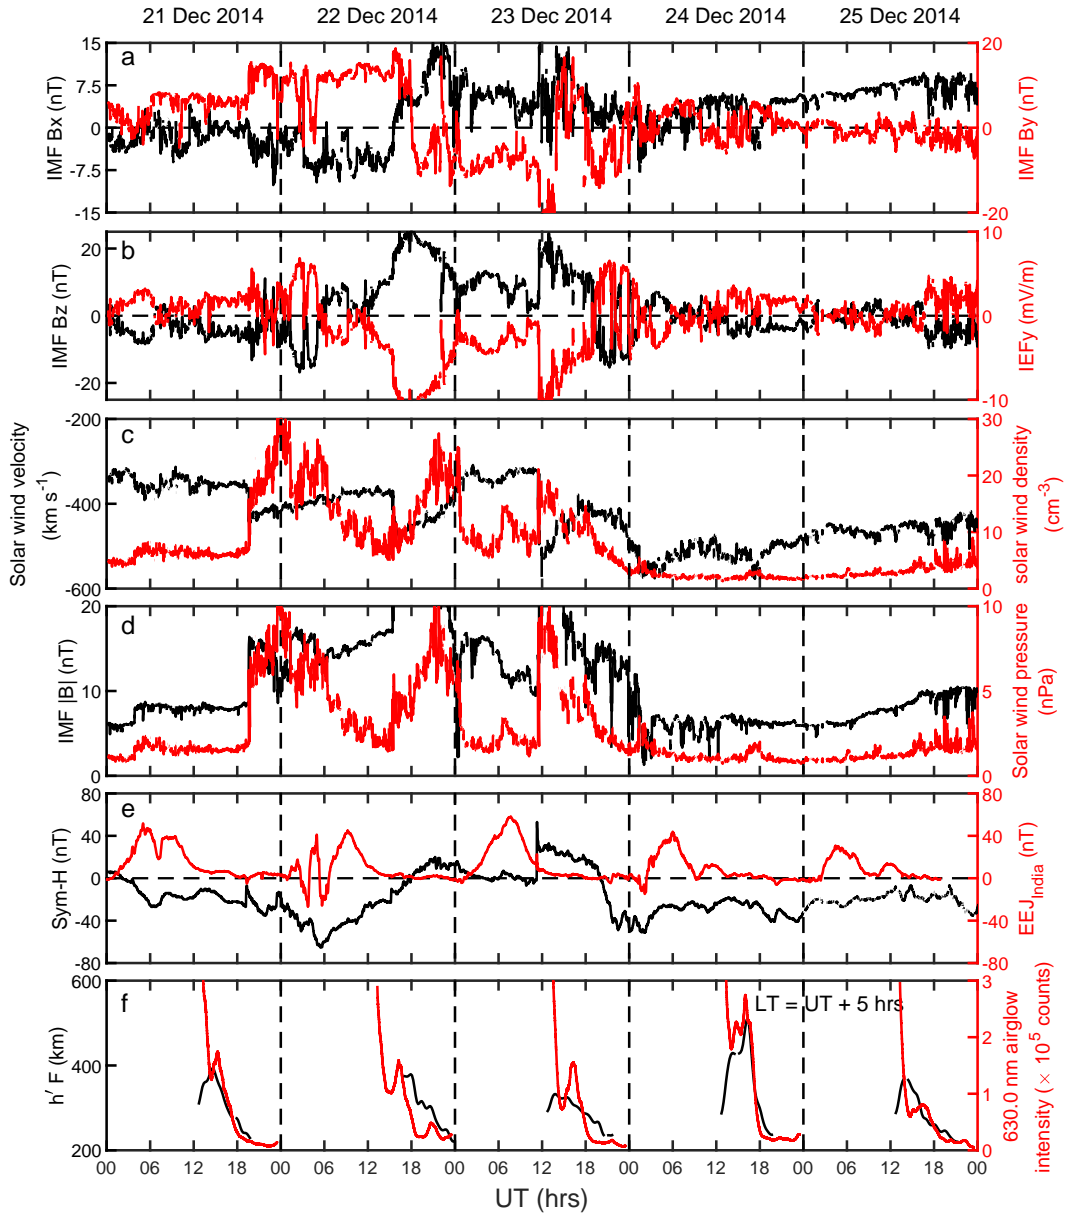 21 Dec 2014 22 Dec 2014 23 Dec 2014 24 Dec 2014 25 Dec 2014
a
15
7.5
0
-7.5
-15
IMF Bx (nT)
20
10
0
-10
-20
IMF By (nT)
b
20
0
-20
IMF Bz (nT)
10
0
-10
IEFy (mV/m)
c
-200
-400
-600
Solar wind velocity
(km s⁻¹)
30
20
10
0
solar wind density
(cm⁻³)
d
20
10
0
IMF |B| (nT)
10
5
0
Solar wind pressure
(nPa)
e
80
40
0
-40
-80
Sym-H (nT)
80
40
0
-40
-80
EEJIndia (nT)
f
LT = UT + 5 hrs
600
400
200
h′ F (km)
3
2
1
0
630.0 nm airglow
intensity (× 10⁵ counts)
00 06 12 18 00 06 12 18 00 06 12 18 00 06 12 18 00 06 12 18 00
UT (hrs)